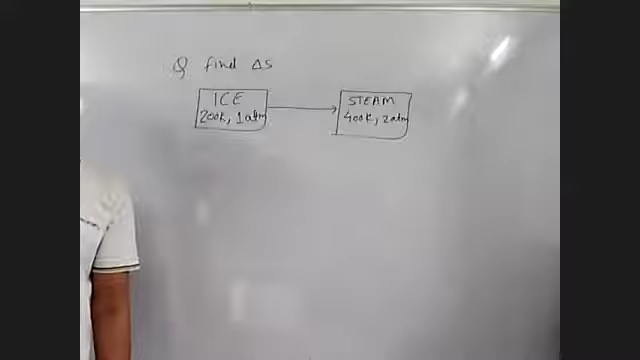 Q find ΔS
ICE
200K, 1atm
STEAM
400K, 2atm